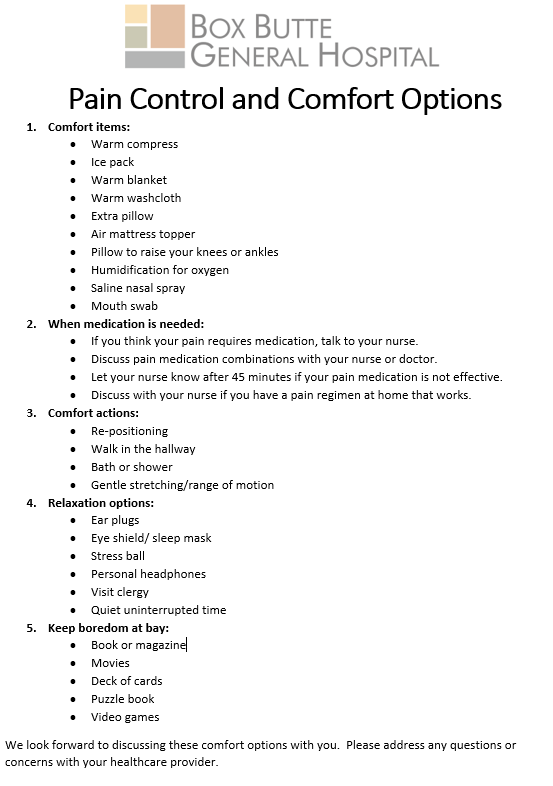 BOX BUTTE
GENERAL HOSPITAL
Pain Control and Comfort Options
1. Comfort items:
• Warm compress
• Ice pack
• Warm blanket
• Warm washcloth
• Extra pillow
• Air mattress topper
• Pillow to raise your knees or ankles
• Humidification for oxygen
• Saline nasal spray
• Mouth swab
2. When medication is needed:
• If you think your pain requires medication, talk to your nurse.
• Discuss pain medication combinations with your nurse or doctor.
• Let your nurse know after 45 minutes if your pain medication is not effective.
• Discuss with your nurse if you have a pain regimen at home that works.
3. Comfort actions:
• Re-positioning
• Walk in the hallway
• Bath or shower
• Gentle stretching/range of motion
4. Relaxation options:
• Ear plugs
• Eye shield/ sleep mask
• Stress ball
• Personal headphones
• Visit clergy
• Quiet uninterrupted time
5. Keep boredom at bay:
• Book or magazine
• Movies
• Deck of cards
• Puzzle book
• Video games
We look forward to discussing these comfort options with you.  Please address any questions or
concerns with your healthcare provider.